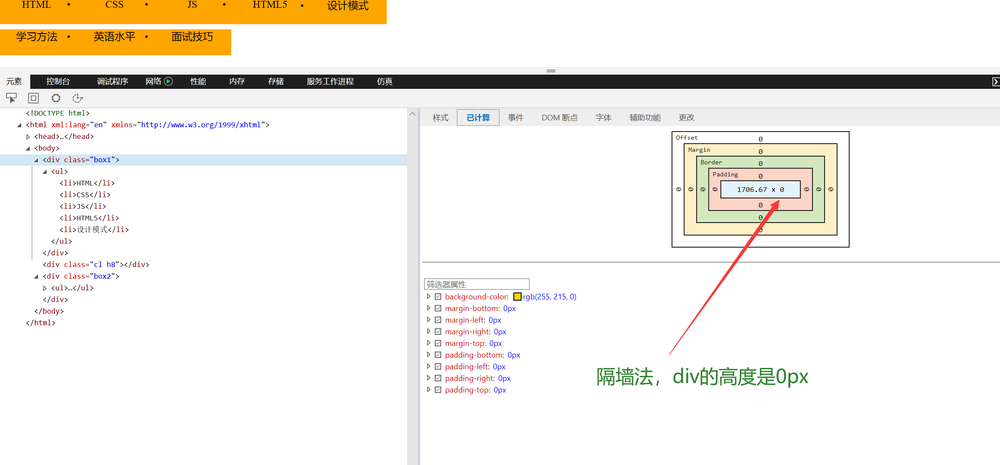 HTML • CSS • JS • HTML5 • 设计模式
学习方法 • 英语水平 • 面试技巧
元素 控制台 调试程序 网络 性能 内存 存储 服务工作进程 仿真
<!DOCTYPE html>
<html xml:lang="en" xmlns="http://www.w3.org/1999/xhtml">
<head>…</head>
<body>
<div class="box1">
<ul>
<li>HTML</li>
<li>CSS</li>
<li>JS</li>
<li>HTML5</li>
<li>设计模式</li>
</ul>
</div>
<div class="cl h8"></div>
<div class="box2">
<ul>…</ul>
</div>
</body>
</html>
样式 已计算 事件 DOM 断点 字体 辅助功能 更改
Offset 0
Margin 0
Border 0
Padding 0
0 0 0 0 1706.67 × 0 0 0 0 0
0
0
0
筛选器属性
background-color: rgb(255, 215, 0)
margin-bottom: 0px
margin-left: 0px
margin-right: 0px
margin-top: 0px
padding-bottom: 0px
padding-left: 0px
padding-right: 0px
padding-top: 0px
隔墙法，div的高度是0px